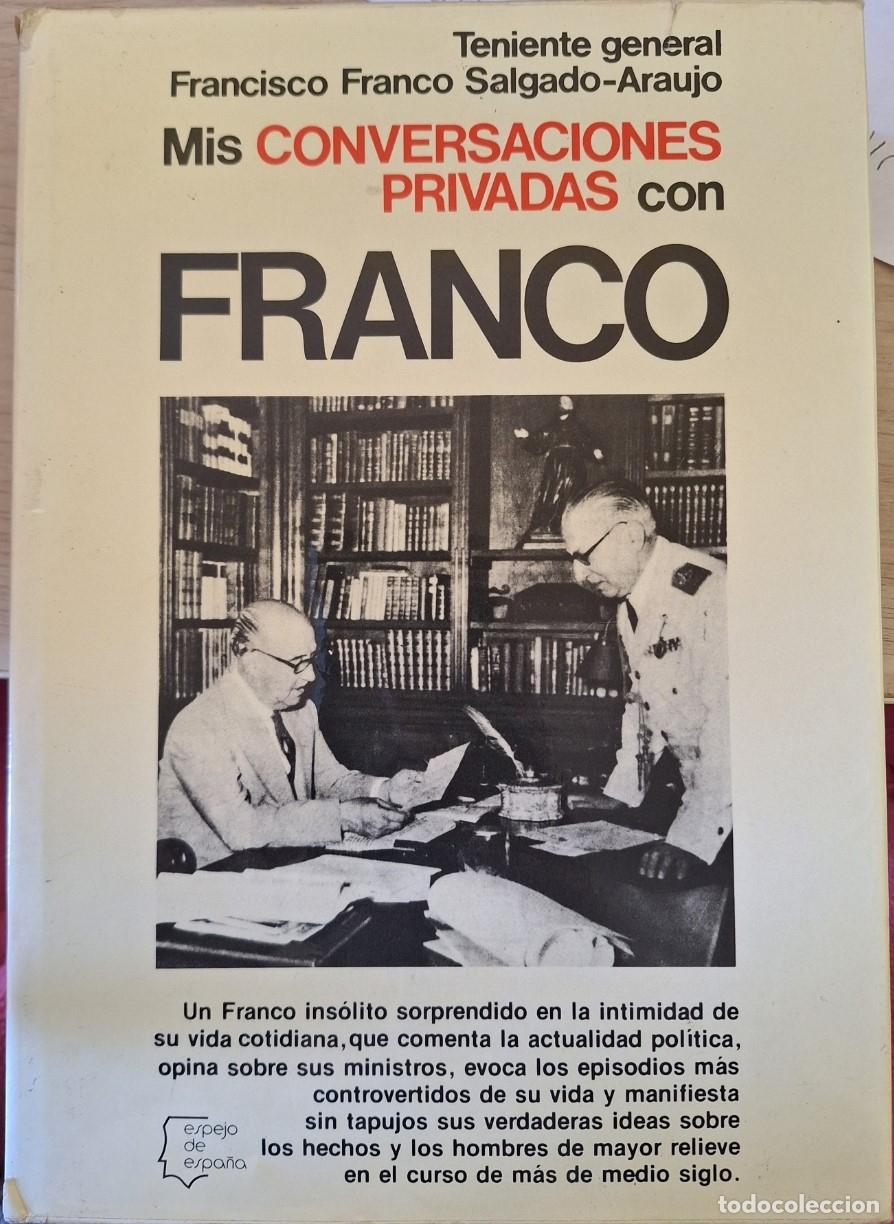 Teniente general
Francisco Franco Salgado-Araujo
Mis CONVERSACIONES
PRIVADAS con
FRANCO
Un Franco insólito sorprendido en la intimidad de
su vida cotidiana, que comenta la actualidad política,
opina sobre sus ministros, evoca los episodios más
controvertidos de su vida y manifiesta
sin tapujos sus verdaderas ideas sobre
los hechos y los hombres de mayor relieve
en el curso de más de medio siglo.
espejo
de
españa
todocoleccion